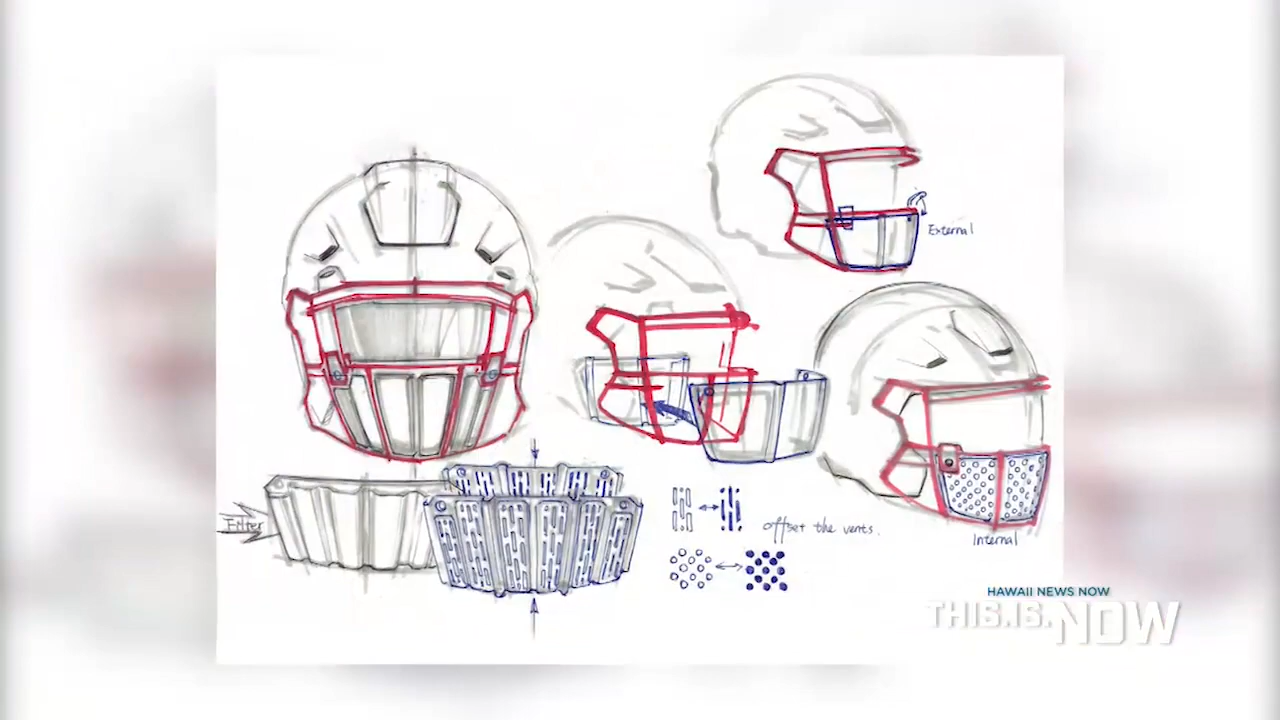 External
Filter
offset the vents.
Internal
HAWAII NEWS NOW
THIS.IS.NOW